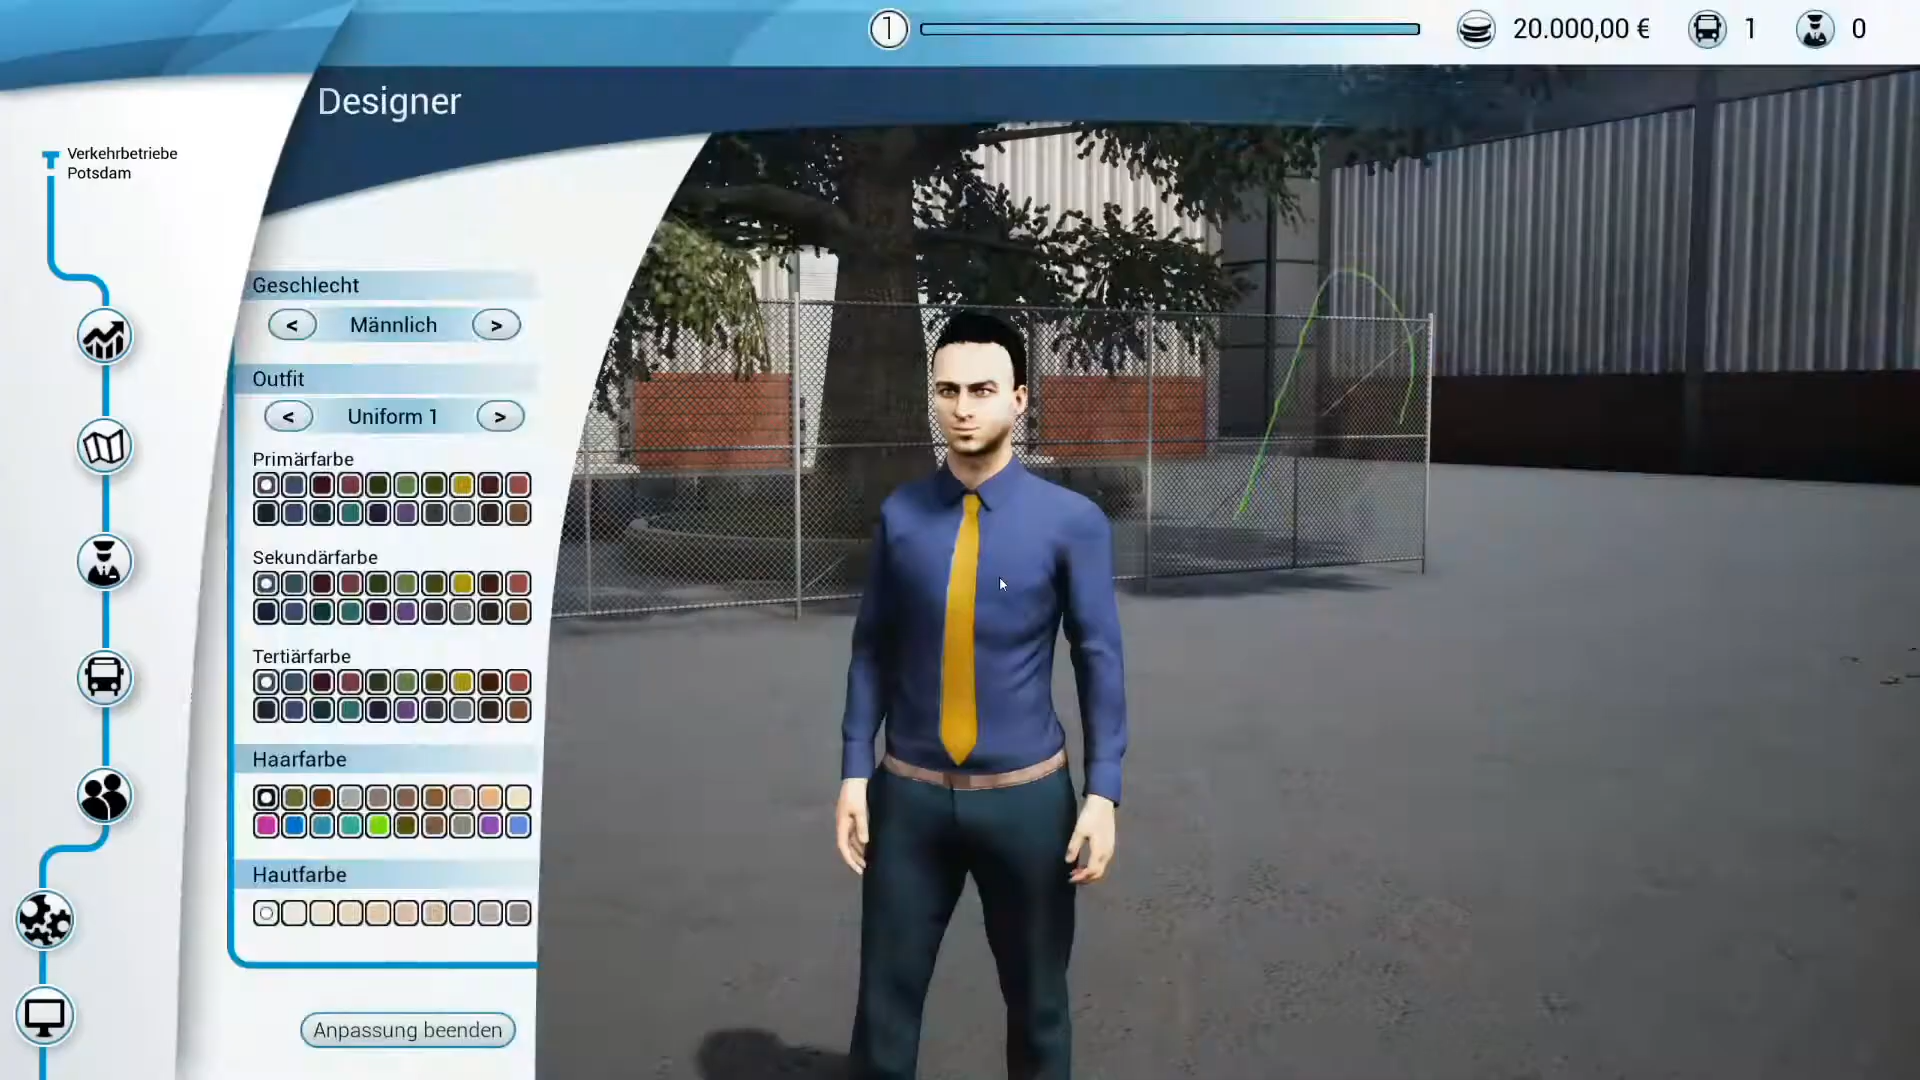 1
20.000,00 €
1
0
Designer
Verkehrbetriebe
Potsdam
Geschlecht
< Männlich >
Outfit
< Uniform 1 >
Primärfarbe
Sekundärfarbe
Tertiärfarbe
Haarfarbe
Hautfarbe
Anpassung beenden